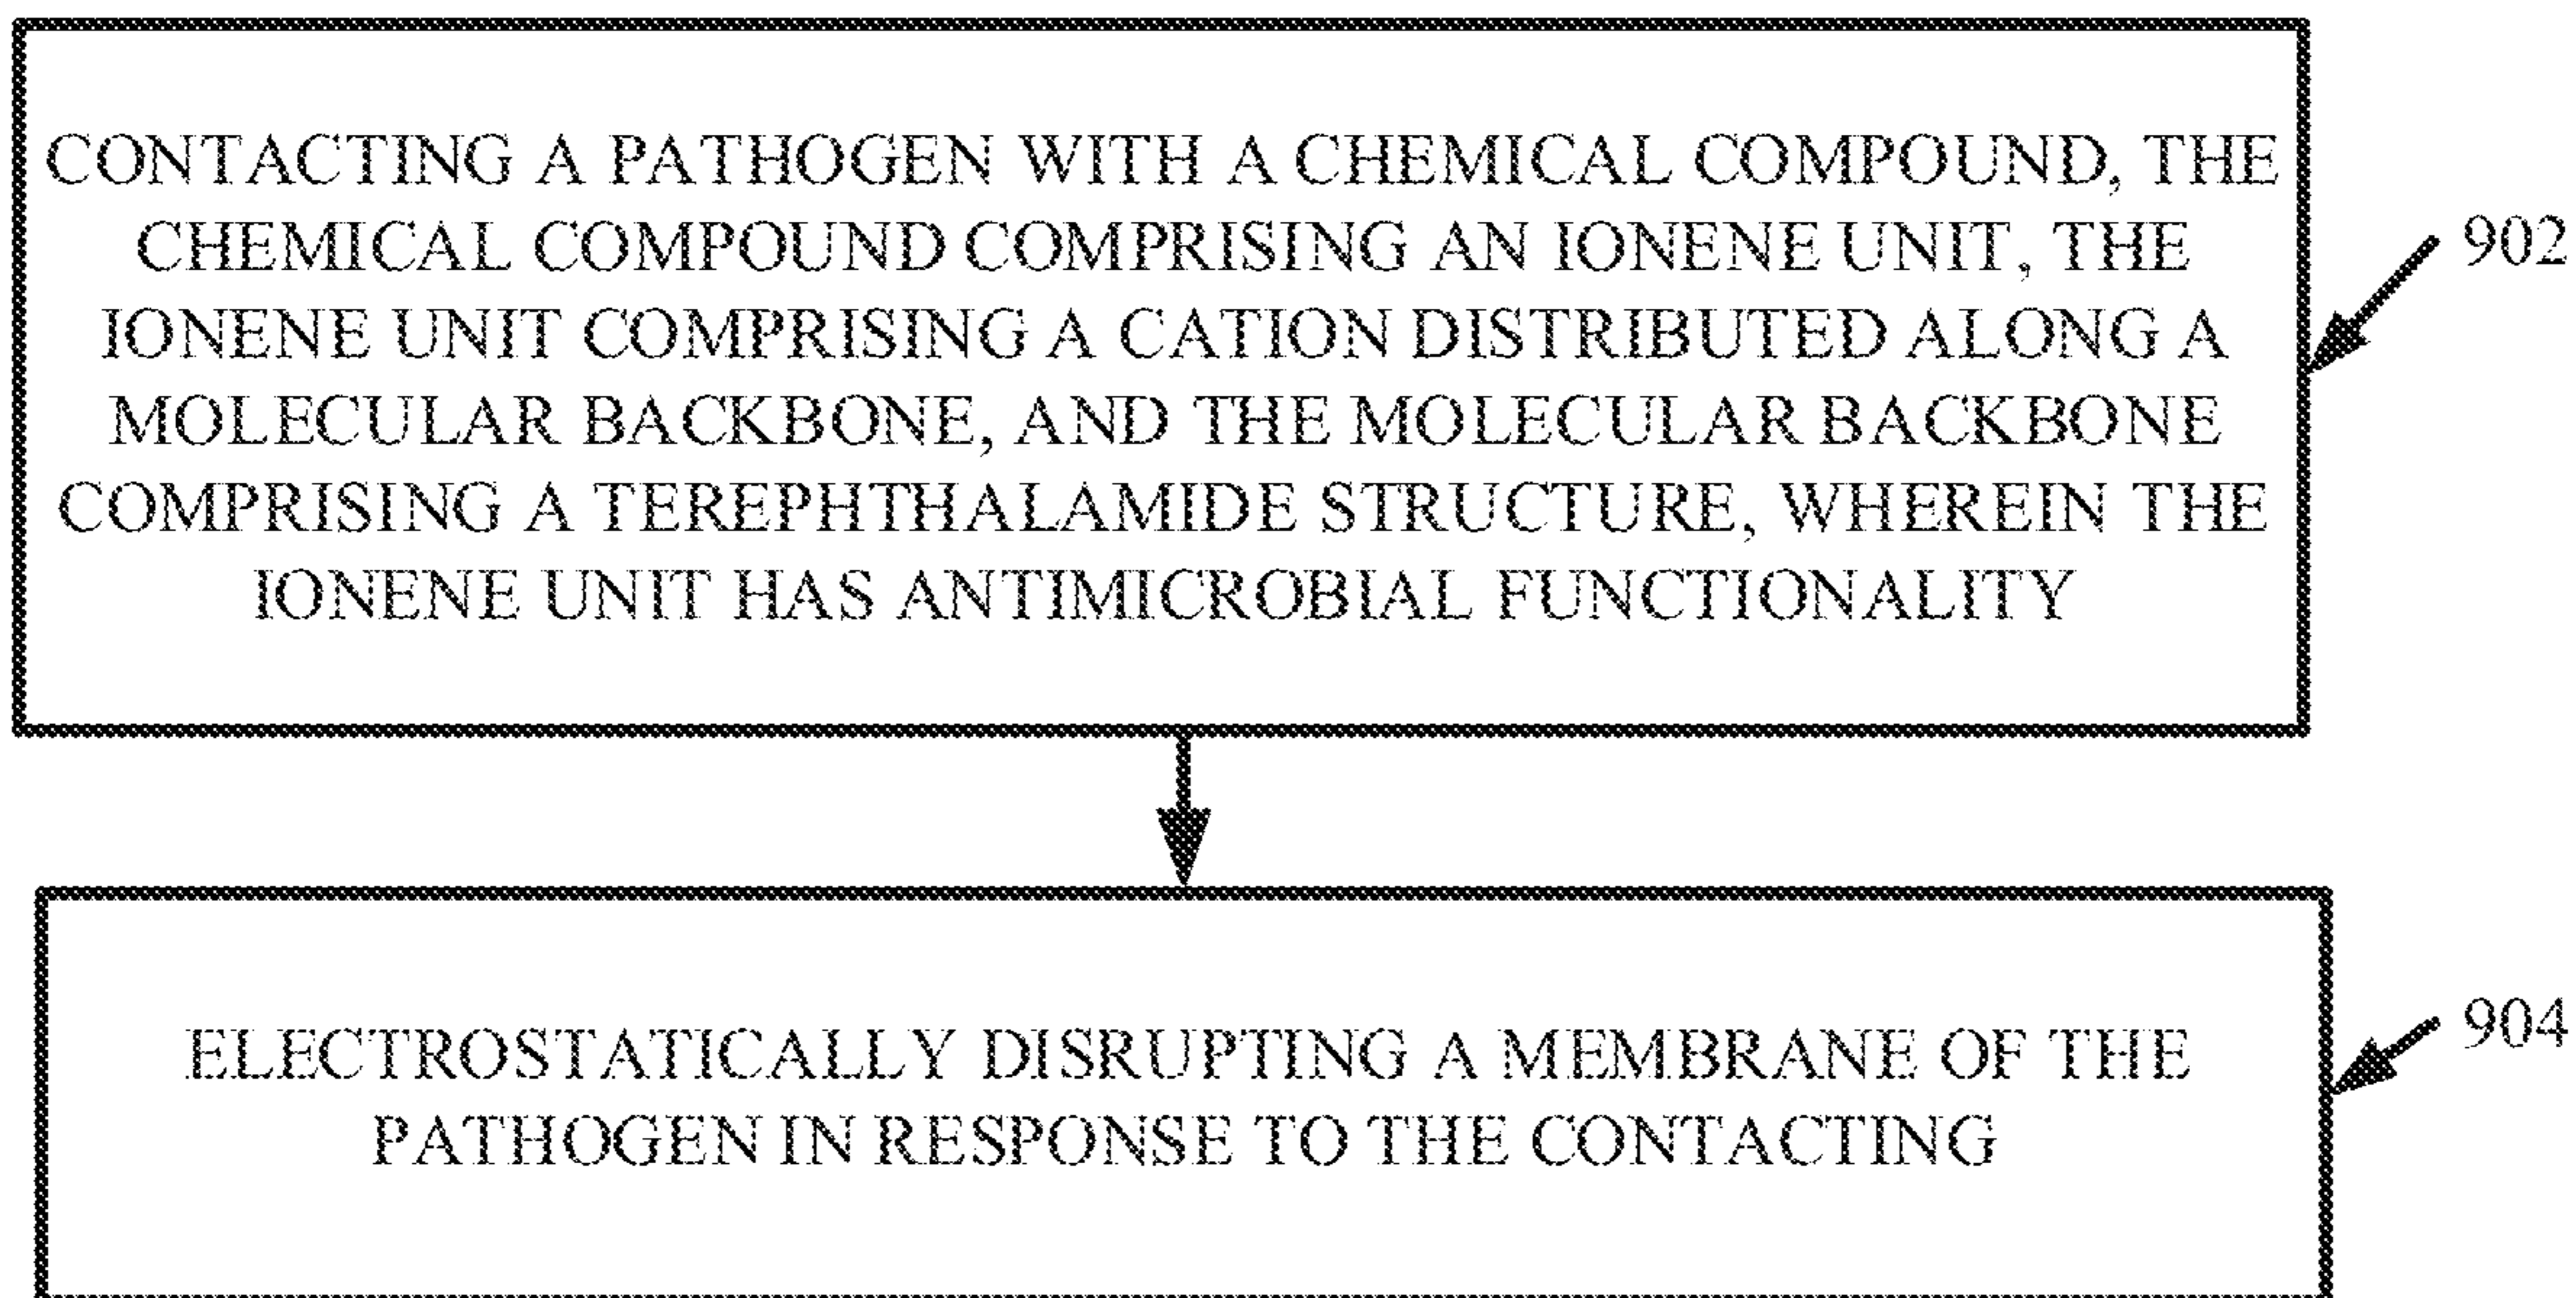 CONTACTING A PATHOGEN WITH A CHEMICAL COMPOUND, THE
CHEMICAL COMPOUND COMPRISING AN IONENE UNIT, THE
IONENE UNIT COMPRISING A CATION DISTRIBUTED ALONG A
MOLECULAR BACKBONE, AND THE MOLECULAR BACKBONE
COMPRISING A TEREPHTHALAMIDE STRUCTURE, WHEREIN THE
IONENE UNIT HAS ANTIMICROBIAL FUNCTIONALITY
902
ELECTROSTATICALLY DISRUPTING A MEMBRANE OF THE
PATHOGEN IN RESPONSE TO THE CONTACTING
904